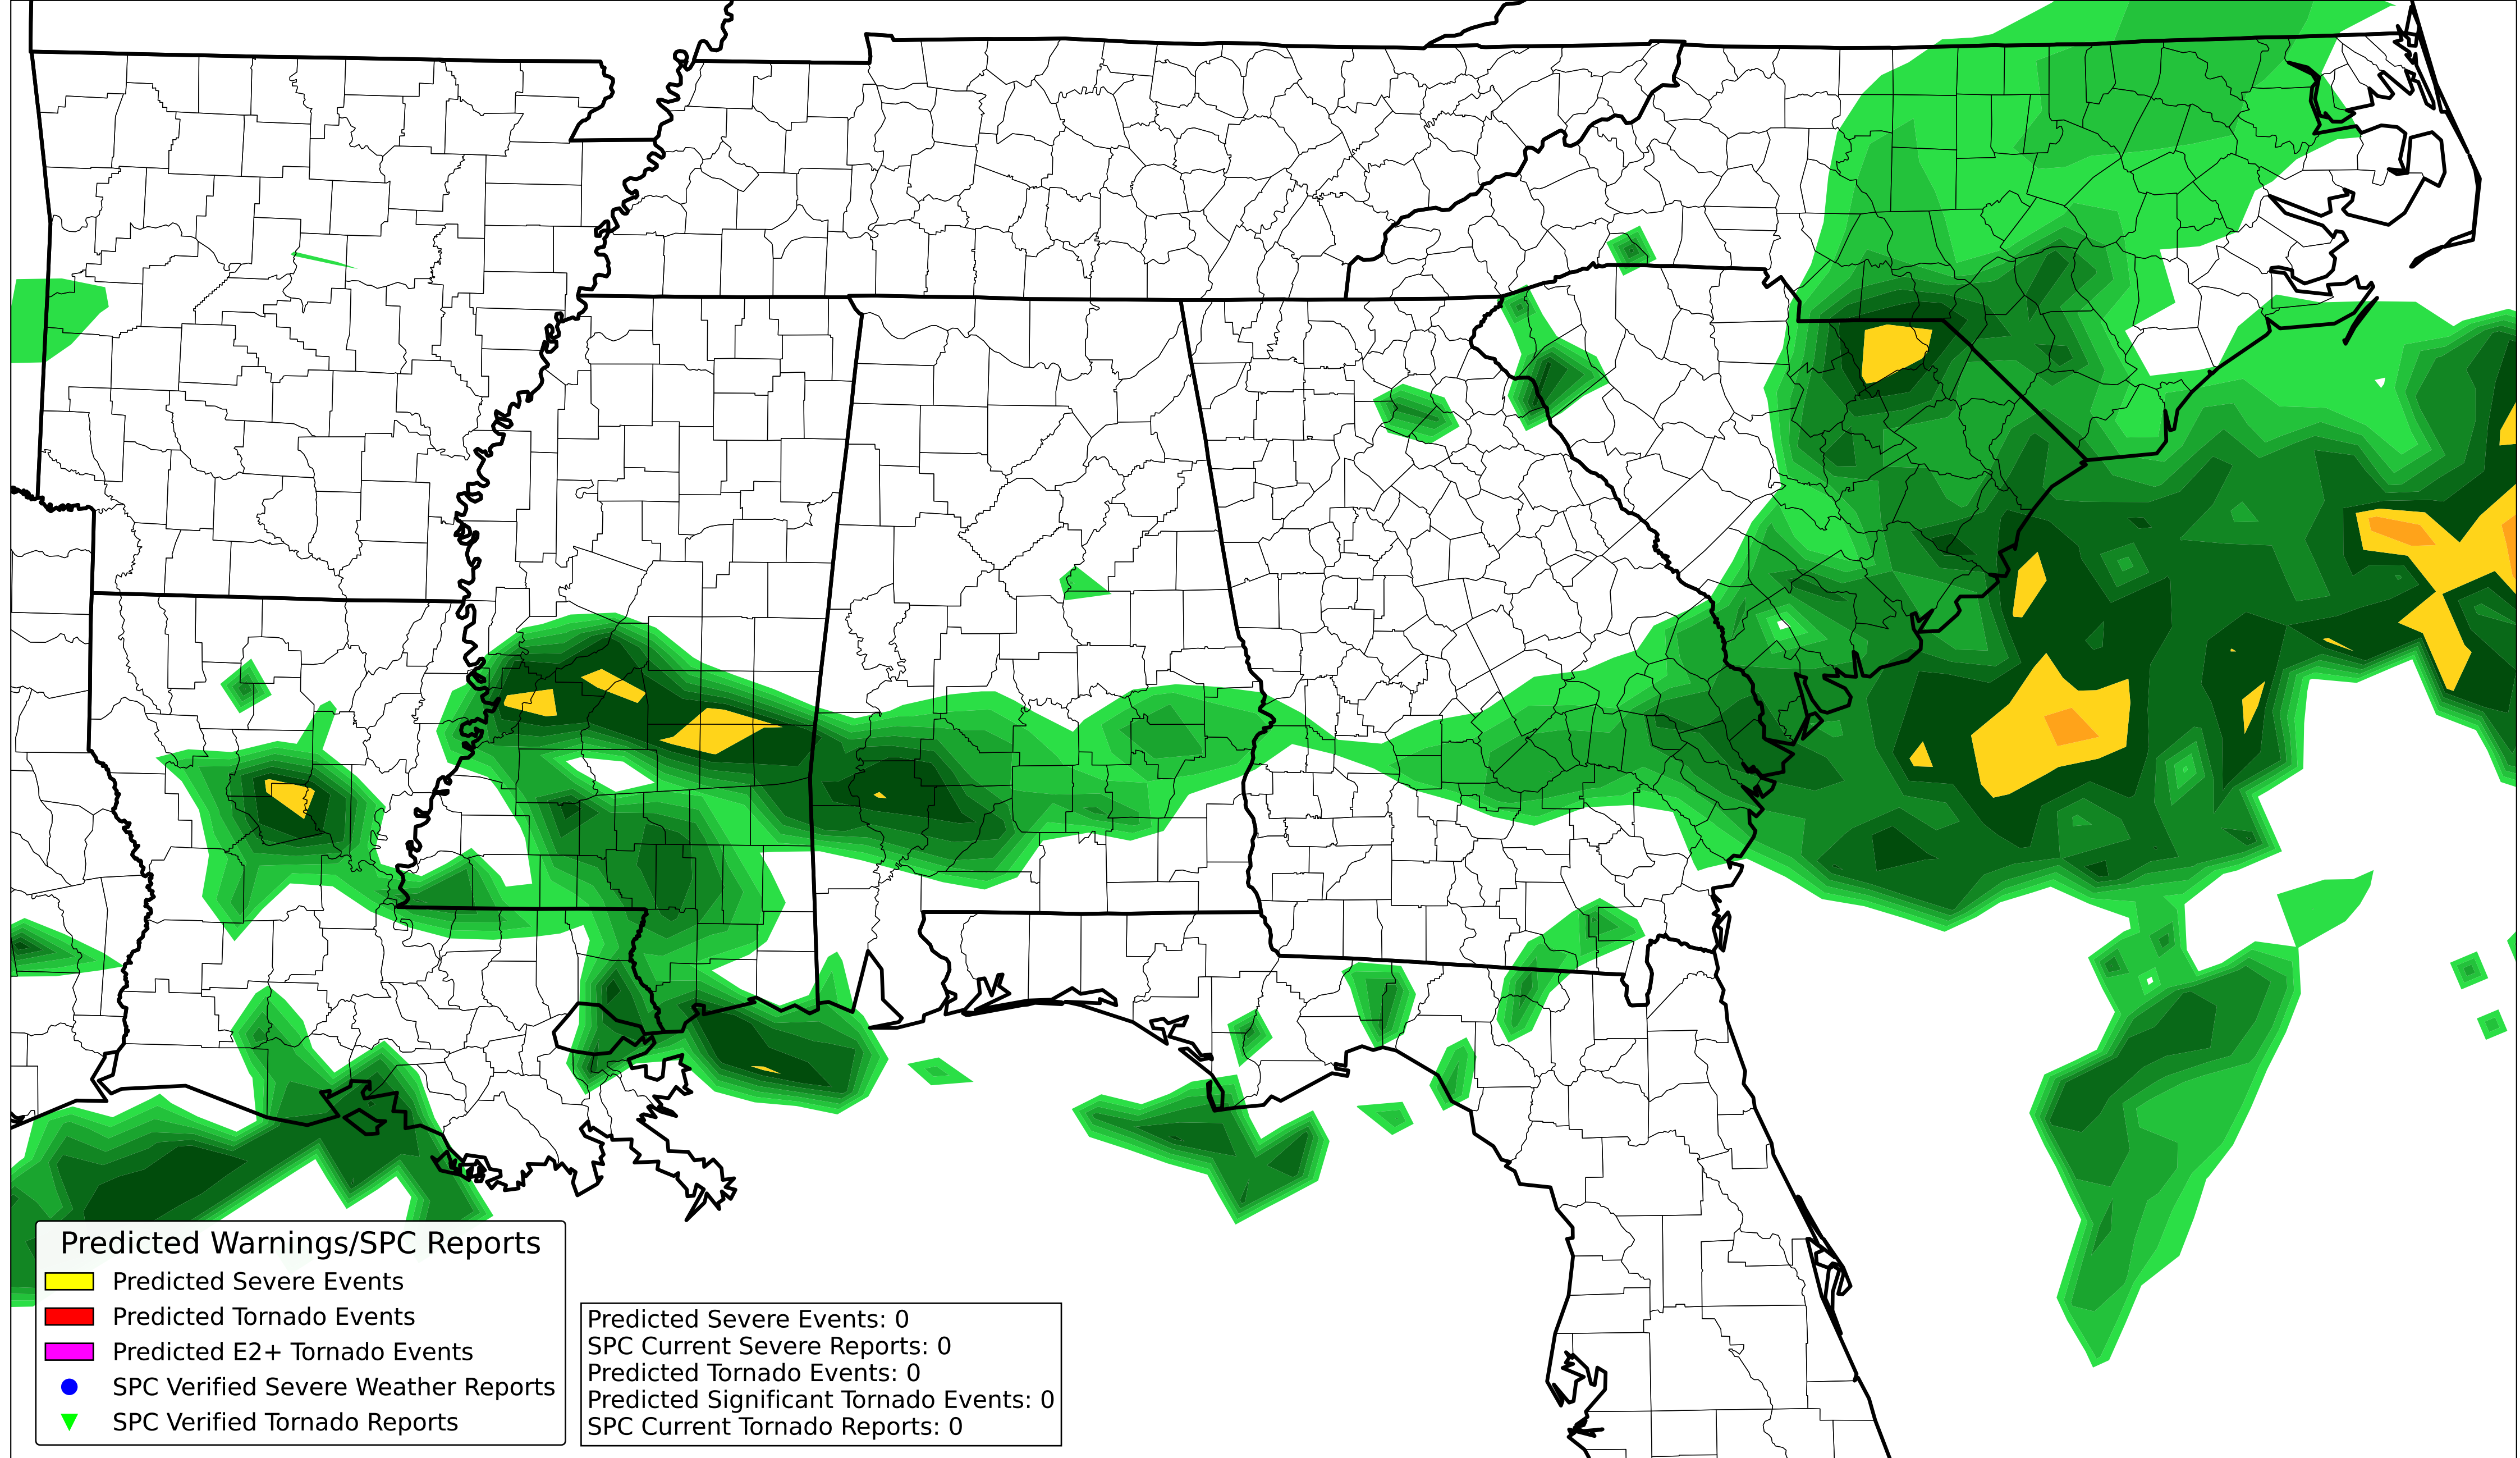 Predicted Warnings/SPC Reports
Predicted Severe Events
Predicted Tornado Events
Predicted E2+ Tornado Events
SPC Verified Severe Weather Reports
SPC Verified Tornado Reports
Predicted Severe Events: 0
SPC Current Severe Reports: 0
Predicted Tornado Events: 0
Predicted Significant Tornado Events: 0
SPC Current Tornado Reports: 0